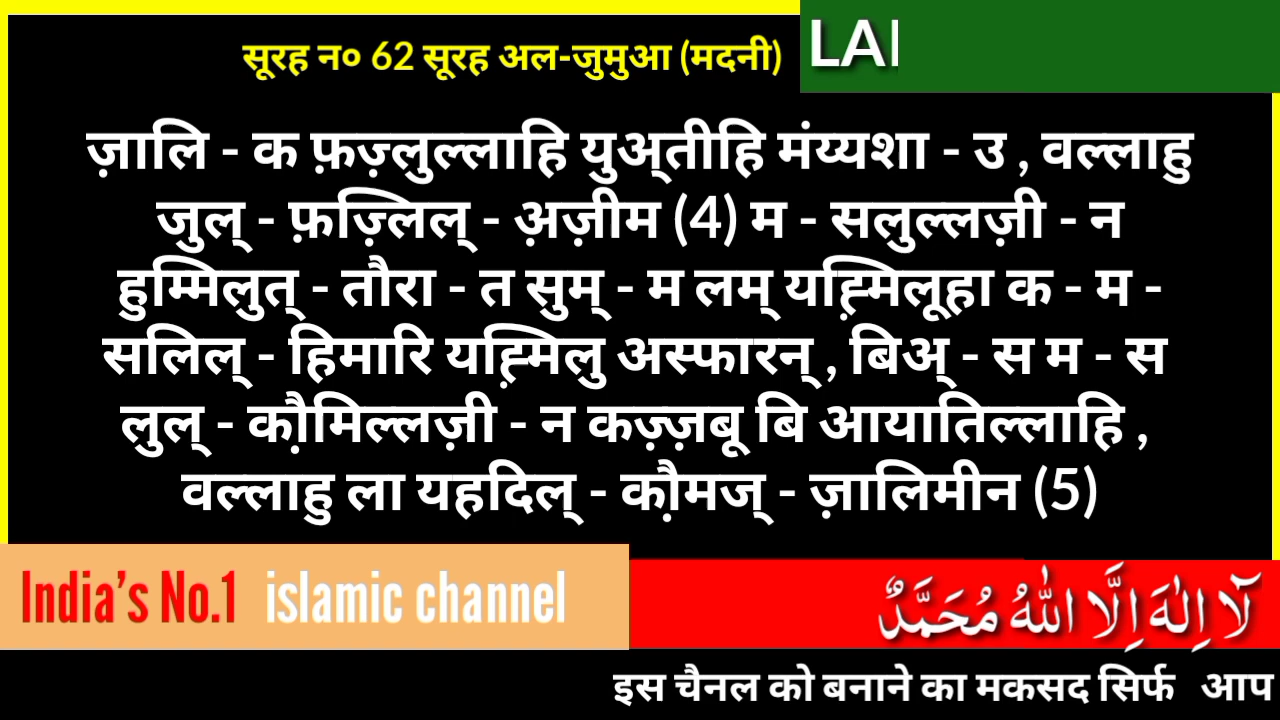 सूरह न० 62 सूरह अल-जुमुआ (मदनी)
LAI
ज़ालि - क फ़ज़्लुल्लाहि युअ्तीहि मंय्यशा - उ , वल्लाहु
जुल् - फ़ज़्लिल् - अ़ज़ीम (4) म - सलुल्लज़ी - न
हुम्मिलुत् - तौरा - त सुम् - म लम् यह़्मिलूहा क - म -
सलिल् - हिमारि यह़्मिलु अस्फारन् , बिअ् - स म - स
लुल् - क़ौमिल्लज़ी - न कज़्ज़बू बि आयातिल्लाहि ,
वल्लाहु ला यहदिल् - क़ौमज् - ज़ालिमीन (5)
India’s No.1 islamic channel
لَآ اِلٰهَ اِلَّا اللّٰهُ مُحَمَّدٌ
इस चैनल को बनाने का मकसद सिर्फ आप